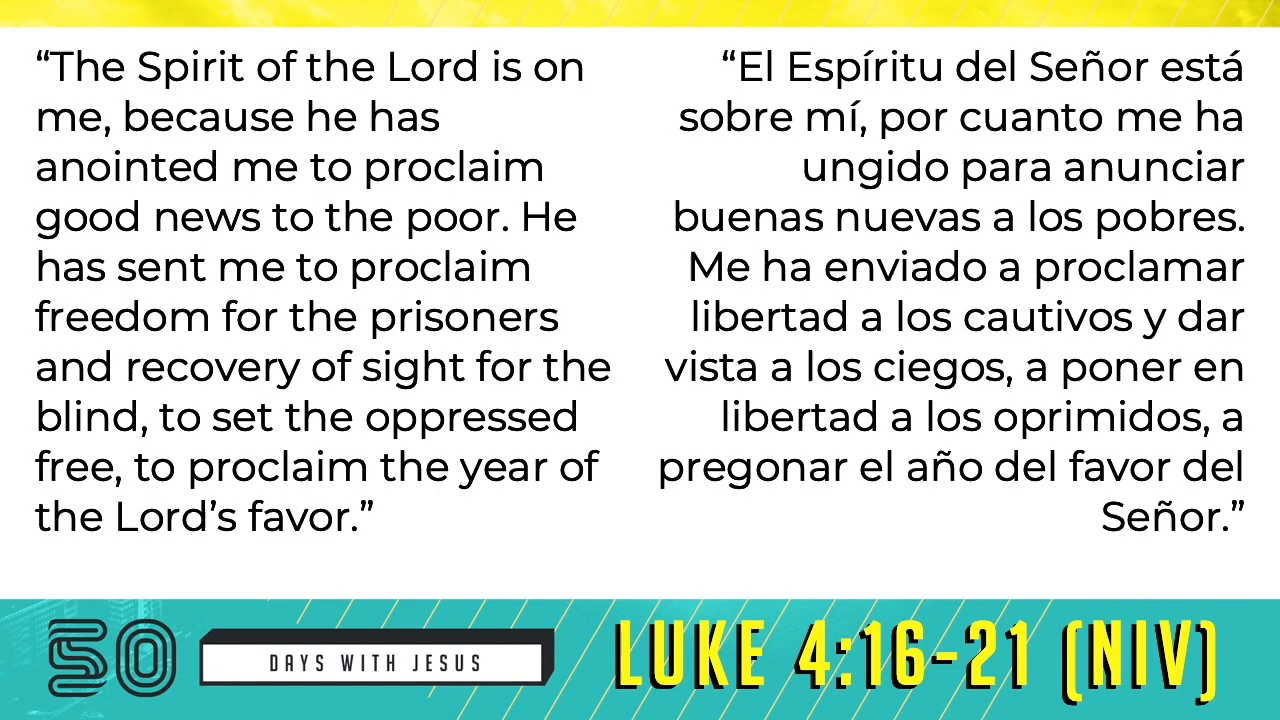 “The Spirit of the Lord is on
me, because he has
anointed me to proclaim
good news to the poor. He
has sent me to proclaim
freedom for the prisoners
and recovery of sight for the
blind, to set the oppressed
free, to proclaim the year of
the Lord’s favor.”
“El Espíritu del Señor está
sobre mí, por cuanto me ha
ungido para anunciar
buenas nuevas a los pobres.
Me ha enviado a proclamar
libertad a los cautivos y dar
vista a los ciegos, a poner en
libertad a los oprimidos, a
pregonar el año del favor del
Señor.”
50
DAYS WITH JESUS
LUKE 4:16-21 (NIV)